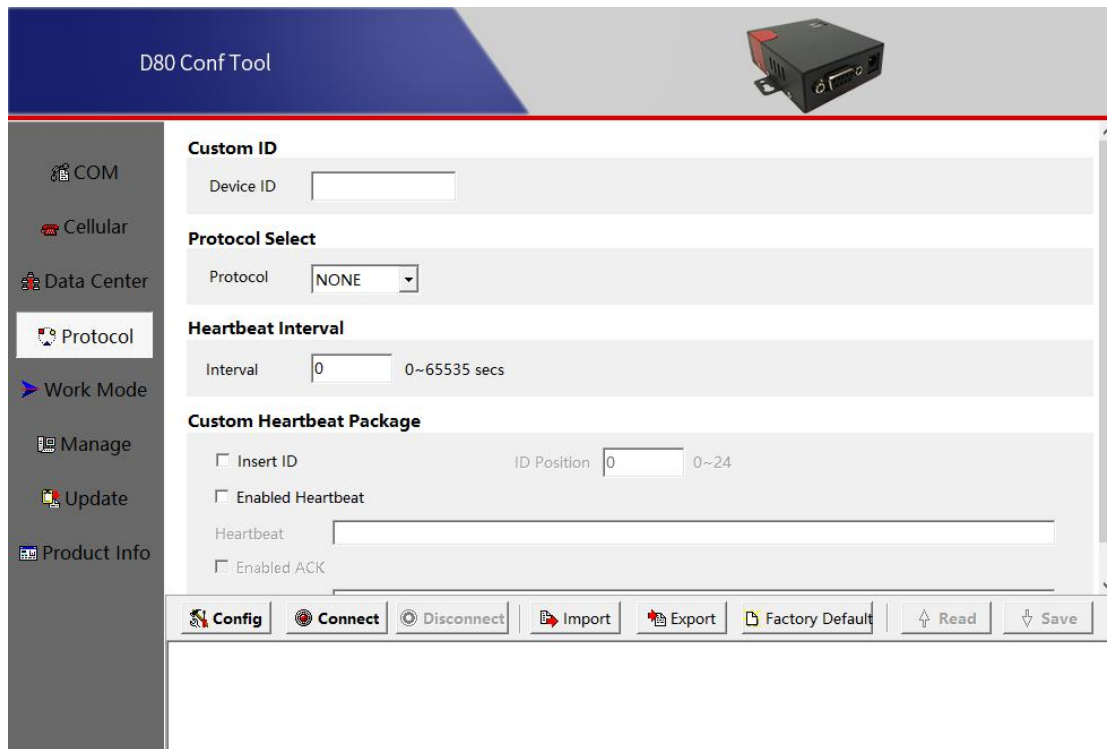 D80 Conf Tool
COM
Cellular
Data Center
Protocol
Work Mode
Manage
Update
Product Info
Custom ID
Device ID
Protocol Select
Protocol NONE
Heartbeat Interval
Interval 0 0~65535 secs
Custom Heartbeat Package
Insert ID ID Position 0 0~24
Enabled Heartbeat
Heartbeat
Enabled ACK
Config Connect Disconnect Import Export Factory Default Read Save